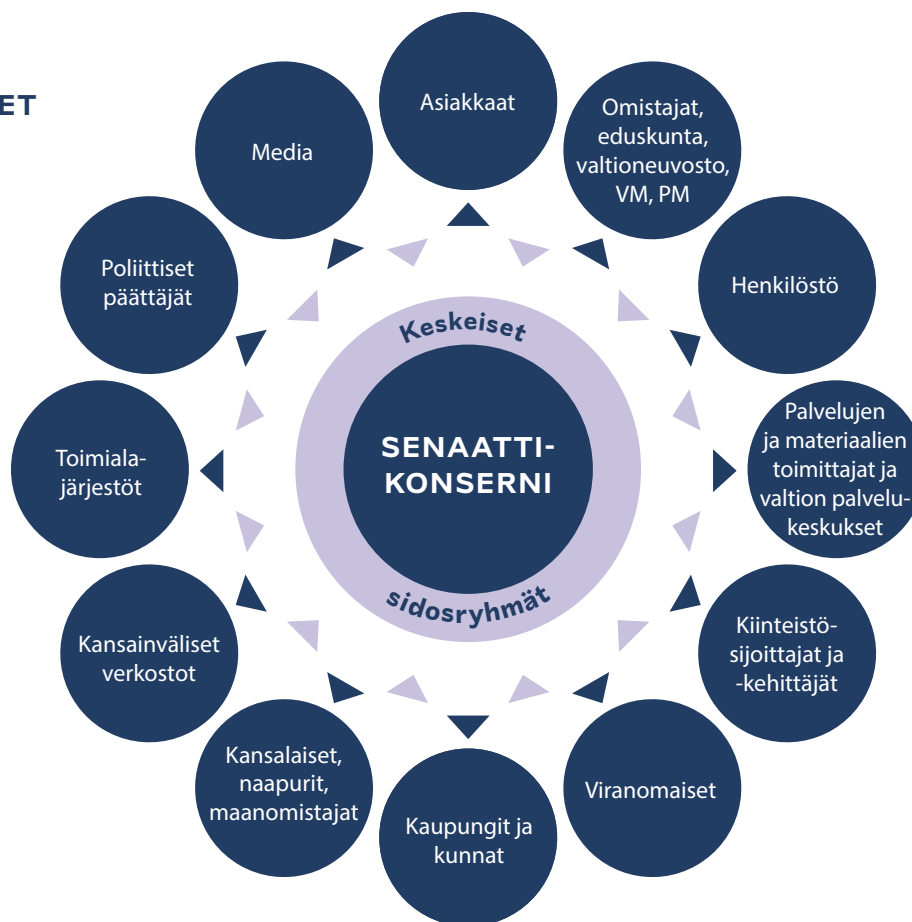 ET
Asiakkaat
Omistajat,
eduskunta,
valtioneuvosto,
VM, PM
Henkilöstö
Palvelujen
ja materiaalien
toimittajat ja
valtion palvelu-
keskukset
Kiinteistö-
sijoittajat ja
-kehittäjät
Viranomaiset
Kaupungit ja
kunnat
Kansalaiset,
naapurit,
maanomistajat
Kansainväliset
verkostot
Toimiala-
järjestöt
Poliittiset
päättäjät
Media
Keskeiset
SENAATTI-
KONSERNI
sidosryhmät